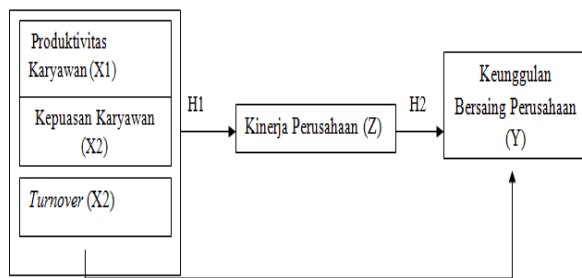 Produktivitas
Karyawan (X1)
Kepuasan Karyawan
(X2)
Turnover (X2)
H1
Kinerja Perusahaan (Z)
H2
Keunggulan
Bersaing Perusahaan
(Y)